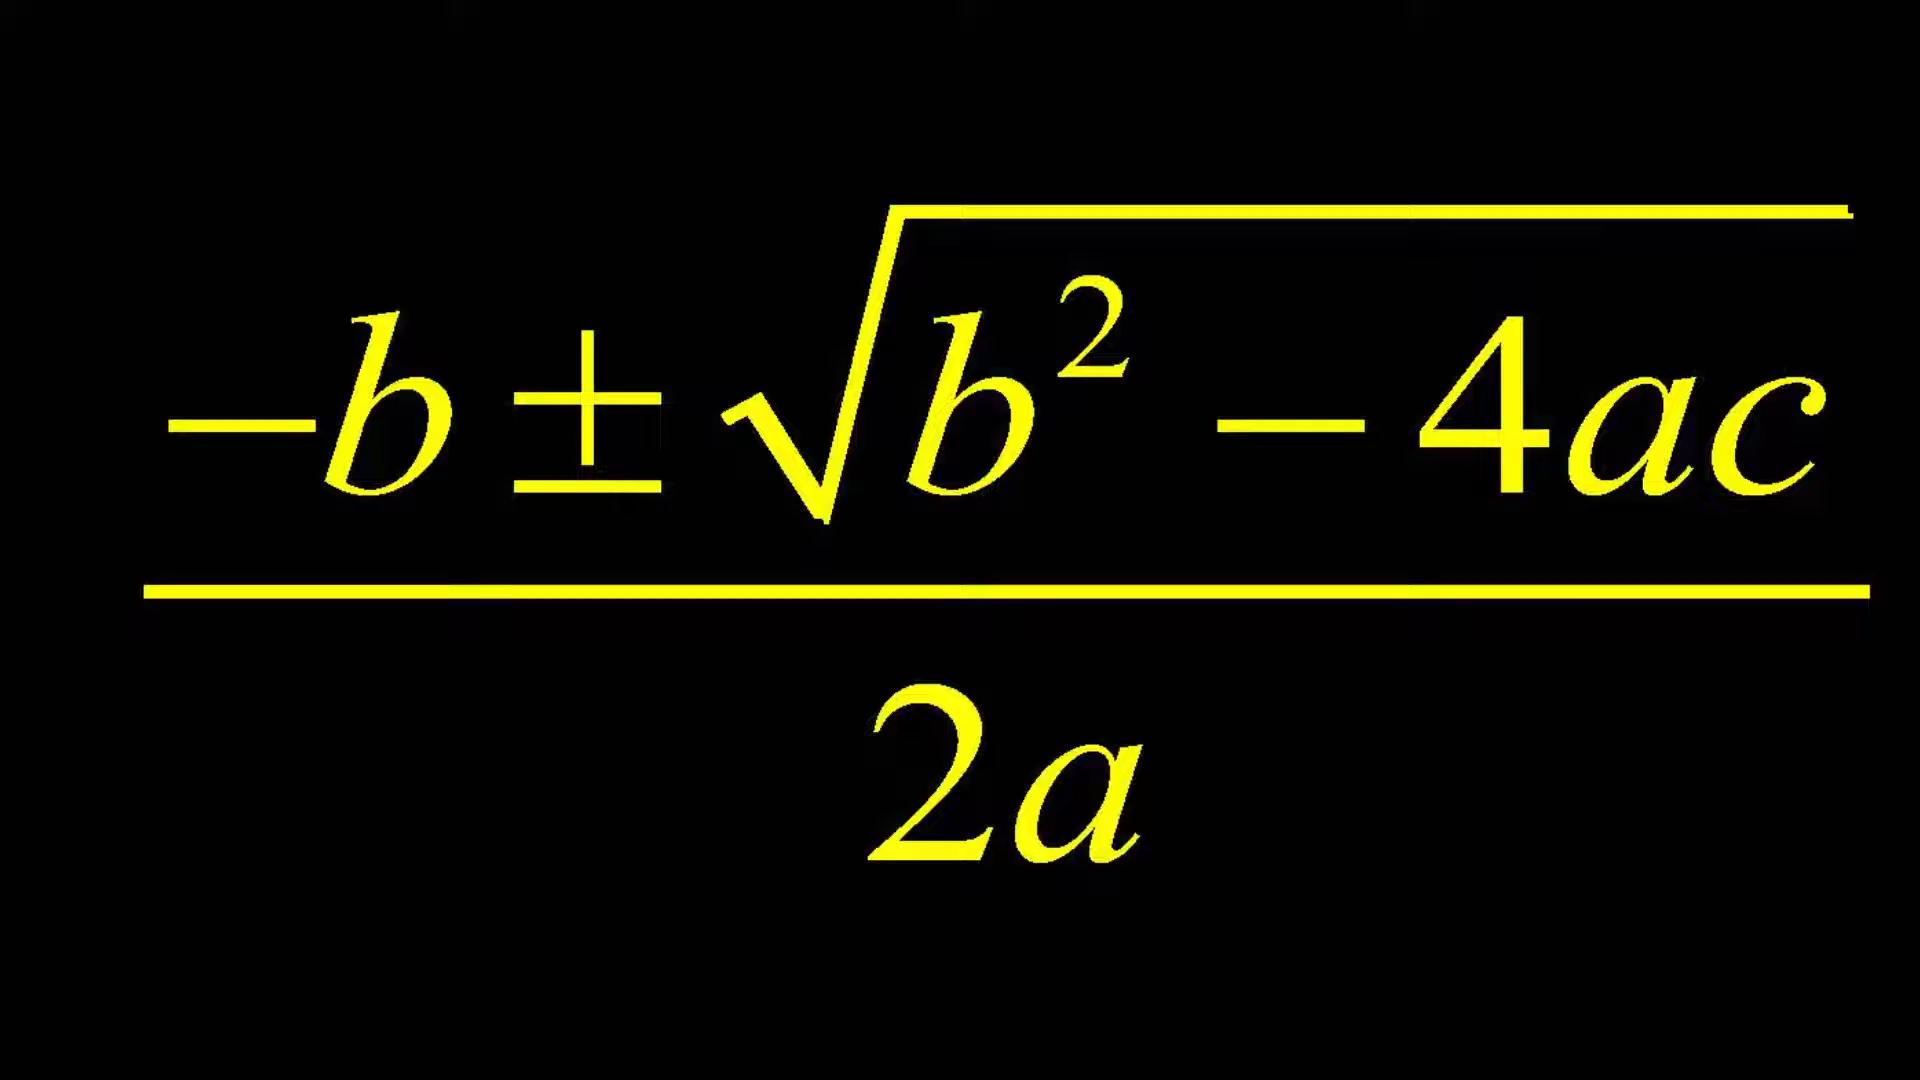 −b ± √(b² − 4ac)
2a